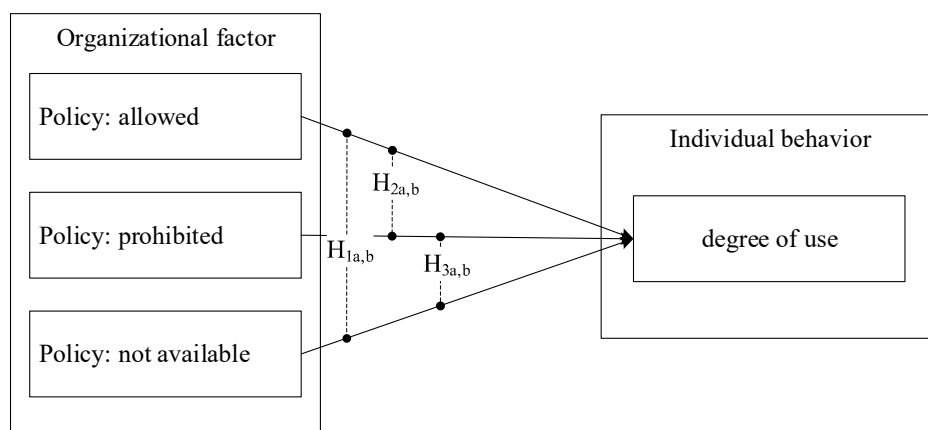 Organizational factor
Policy: allowed
Policy: prohibited
Policy: not available
H2a,b
H1a,b
H3a,b
Individual behavior
degree of use